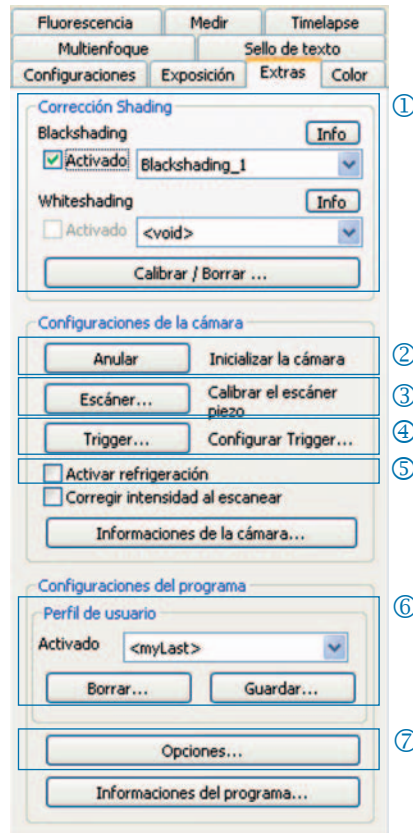 Fluorescencia Medir Timelapse
Multienfoque Sello de texto
Configuraciones Exposición Extras Color
Corrección Shading
①
Blackshading Info
Activado Blackshading_1
Whiteshading Info
Activado <void>
Calibrar / Borrar ...
Configuraciones de la cámara
Anular Inicializar la cámara ②
Escáner... Calibrar el escáner piezo ③
Trigger... Configurar Trigger... ④
Activar refrigeración ⑤
Corregir intensidad al escanear
Informaciones de la cámara...
Configuraciones del programa
Perfil de usuario ⑥
Activado <myLast>
Borrar... Guardar...
Opciones... ⑦
Informaciones del programa...